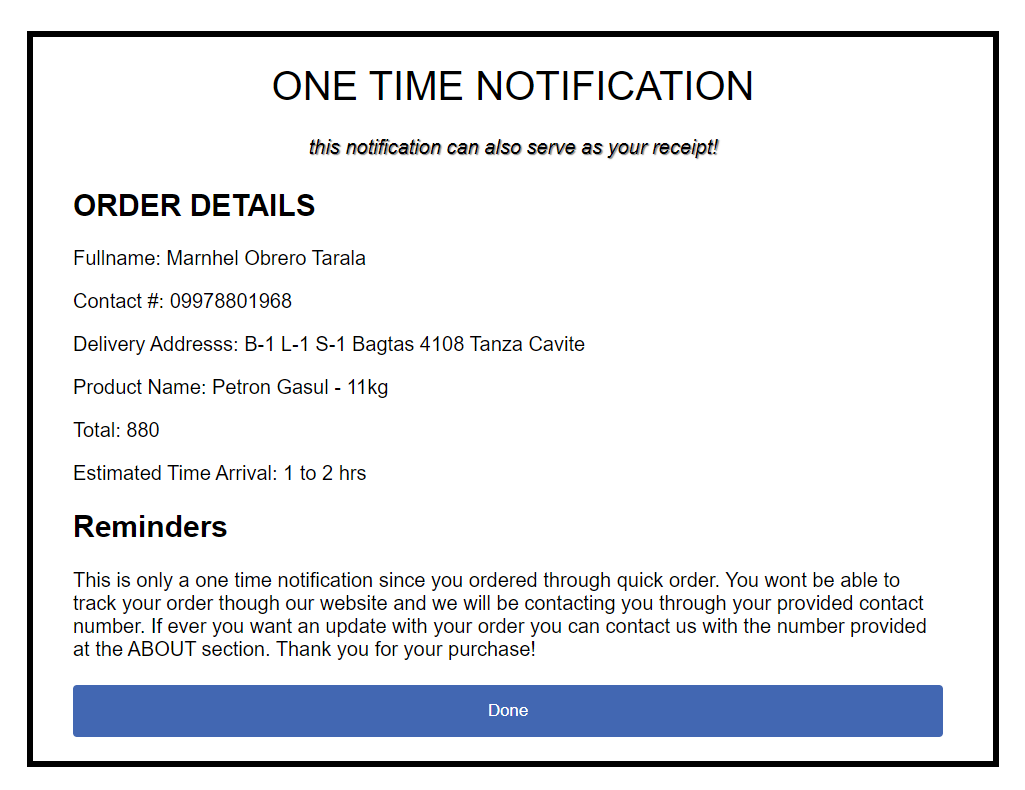 ONE TIME NOTIFICATION
this notification can also serve as your receipt!
ORDER DETAILS
Fullname: Marnhel Obrero Tarala
Contact #: 09978801968
Delivery Addresss: B-1 L-1 S-1 Bagtas 4108 Tanza Cavite
Product Name: Petron Gasul - 11kg
Total: 880
Estimated Time Arrival: 1 to 2 hrs
Reminders
This is only a one time notification since you ordered through quick order. You wont be able to
track your order though our website and we will be contacting you through your provided contact
number. If ever you want an update with your order you can contact us with the number provided
at the ABOUT section. Thank you for your purchase!
Done